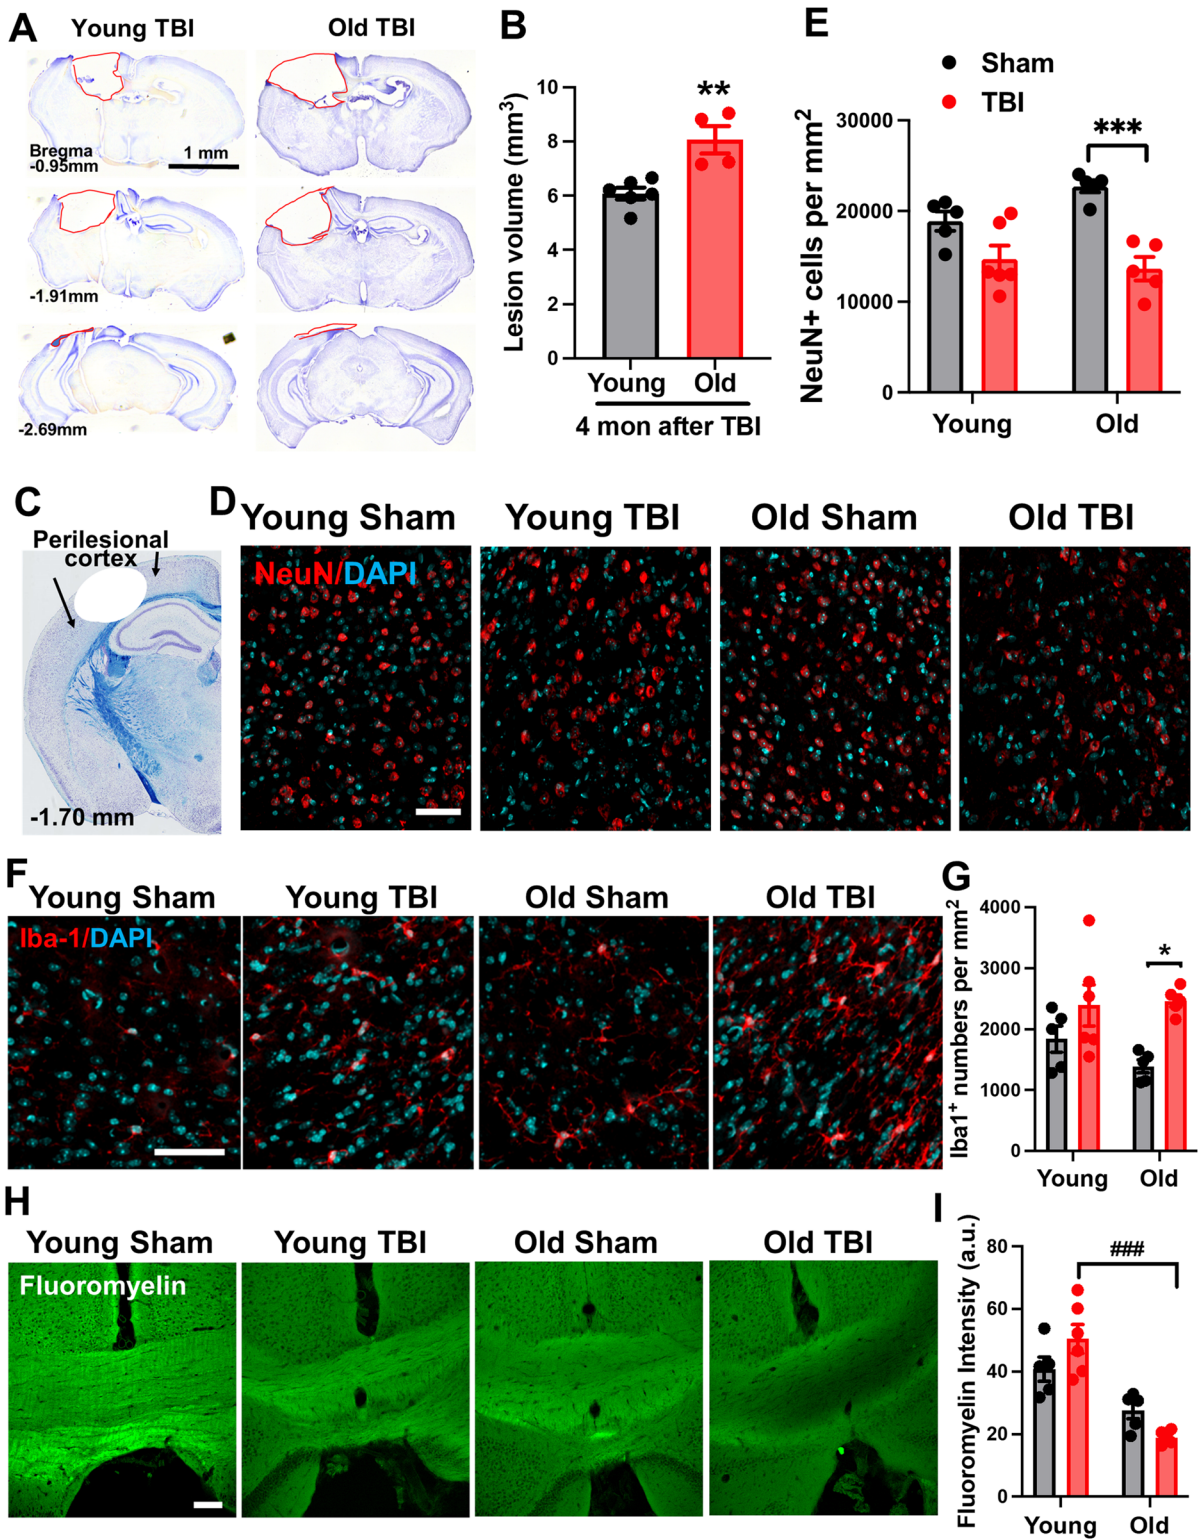 A
Young TBI
Old TBI
Bregma
-0.95mm
1 mm
-1.91mm
-2.69mm
B
Lesion volume (mm³)
10
8
6
4
2
0
**
Young
Old
4 mon after TBI
E
Sham
TBI
NeuN+ cells per mm²
30000
20000
10000
0
***
Young
Old
C
Perilesional
cortex
-1.70 mm
D
Young Sham
Young TBI
Old Sham
Old TBI
NeuN/DAPI
F
Young Sham
Young TBI
Old Sham
Old TBI
Iba-1/DAPI
G
Iba1⁺ numbers per mm²
4000
3000
2000
1000
0
*
Young
Old
H
Young Sham
Young TBI
Old Sham
Old TBI
Fluoromyelin
I
Fluoromyelin Intensity (a.u.)
80
60
40
20
0
###
Young
Old